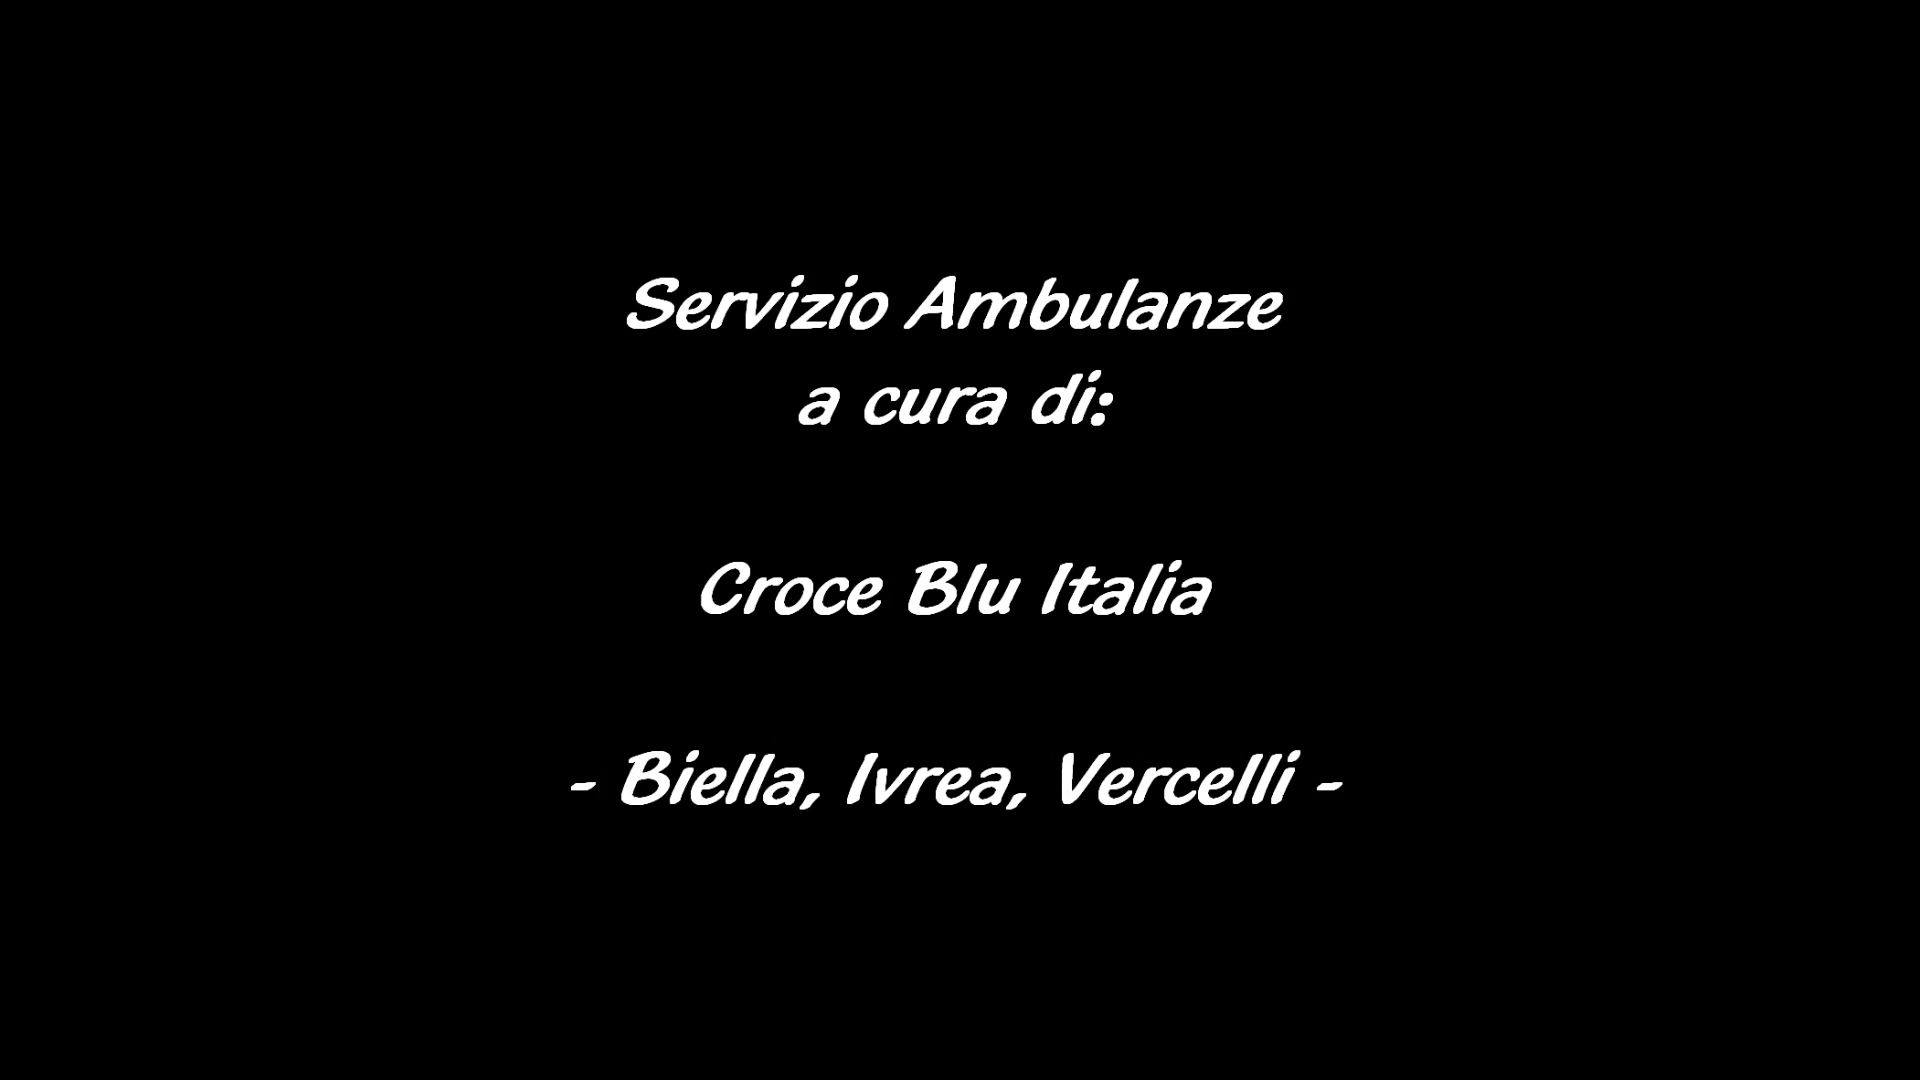 Servizio Ambulanze
a cura di:
Croce Blu Italia
- Biella, Ivrea, Vercelli -